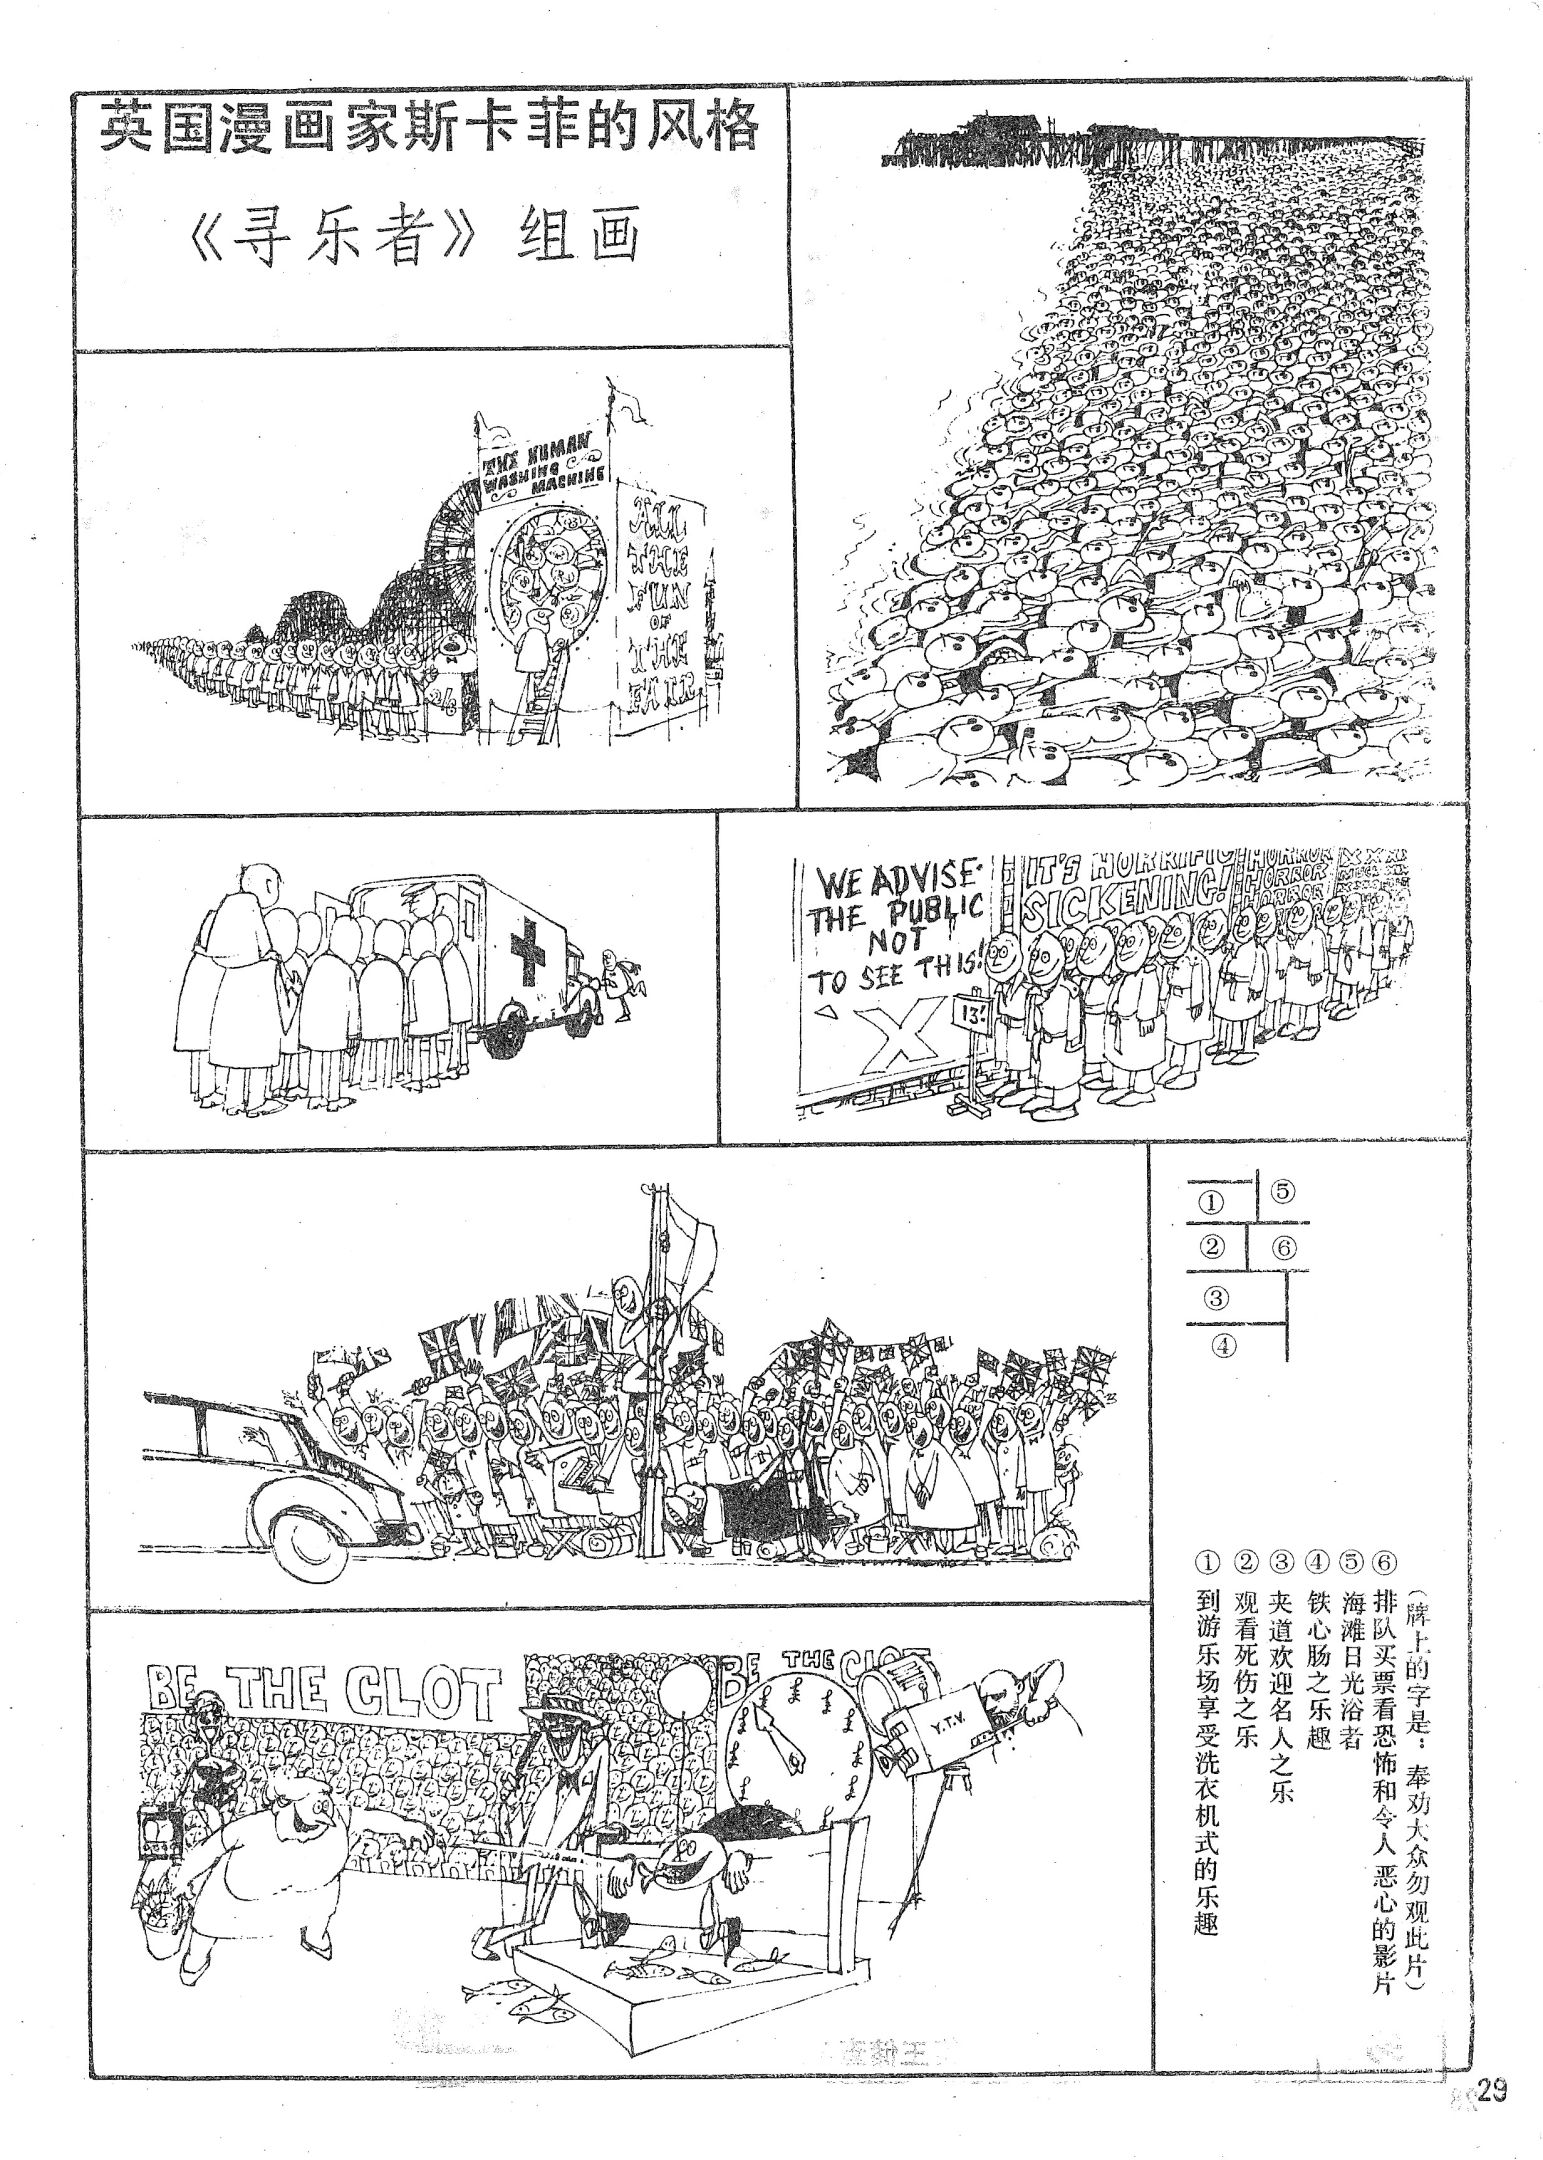 英国漫画家斯卡菲的风格
《寻乐者》组画
THE HUMAN
WASHING
MACHINE
ALL
THE
FUN
OF
THE
FAIR
2/6
WE ADVISE
THE PUBLIC
NOT
TO SEE THIS!
X
13!
IT'S HORRIFIC
SICKENING!
HORROR
HORROR
HORROR
BE THE CLOT
BE THE CLOT
Y.T.V.
① ⑤
② ⑥
③
④
① 到游乐场享受洗衣机式的乐趣
② 观看死伤之乐
③ 夹道欢迎名人之乐
④ 铁心肠之乐趣
⑤ 海滩日光浴者
⑥ 排队买票看恐怖和令人恶心的影片
(牌上的字是：奉劝大众勿观此片)
29